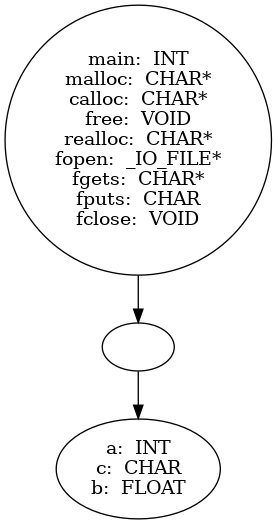 main: INT
malloc: CHAR*
calloc: CHAR*
free: VOID
realloc: CHAR*
fopen: _IO_FILE*
fgets: CHAR*
fputs: CHAR
fclose: VOID
a: INT
c: CHAR
b: FLOAT